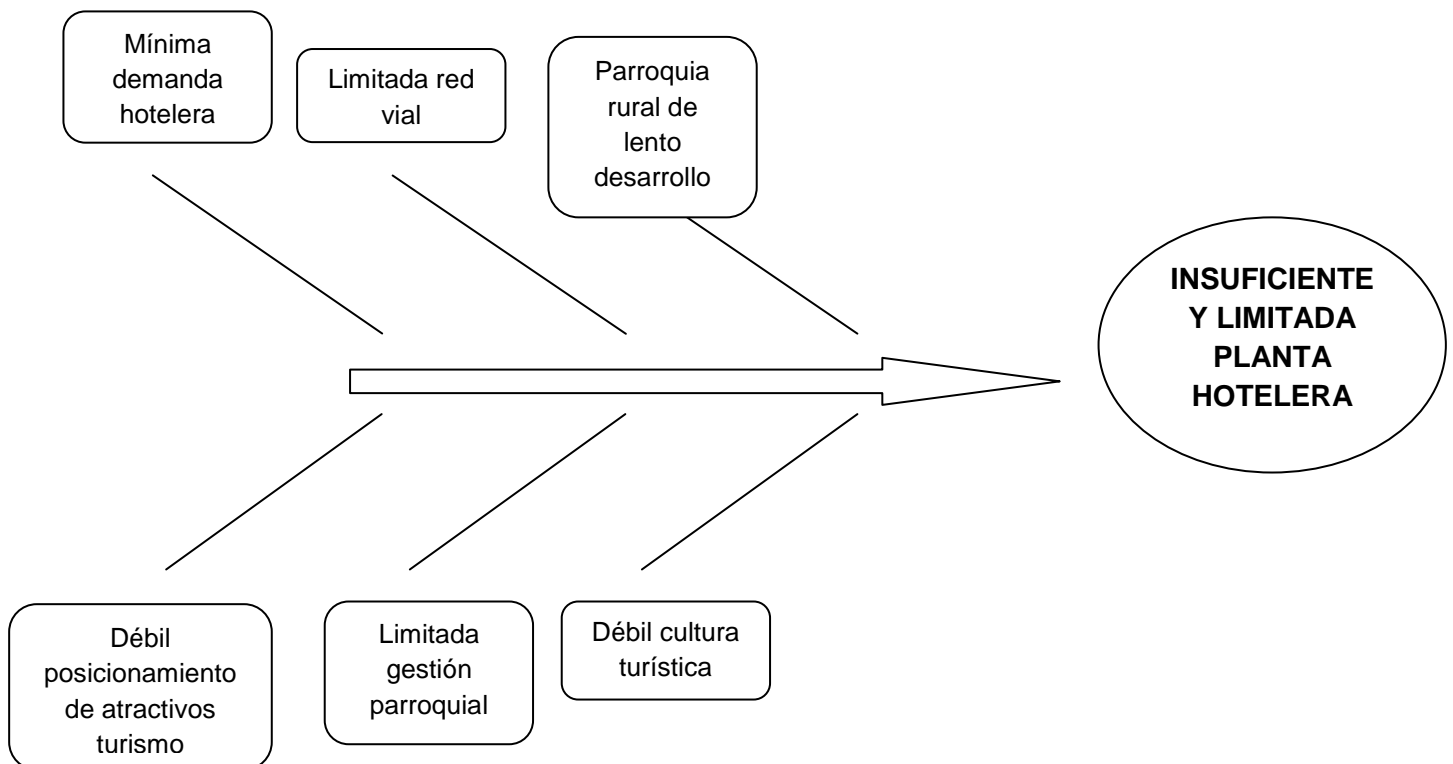 Mínima
demanda
hotelera
Limitada red
vial
Parroquia
rural de
lento
desarrollo
INSUFICIENTE
Y LIMITADA
PLANTA
HOTELERA
Débil
posicionamiento
de atractivos
turismo
Limitada
gestión
parroquial
Débil cultura
turística